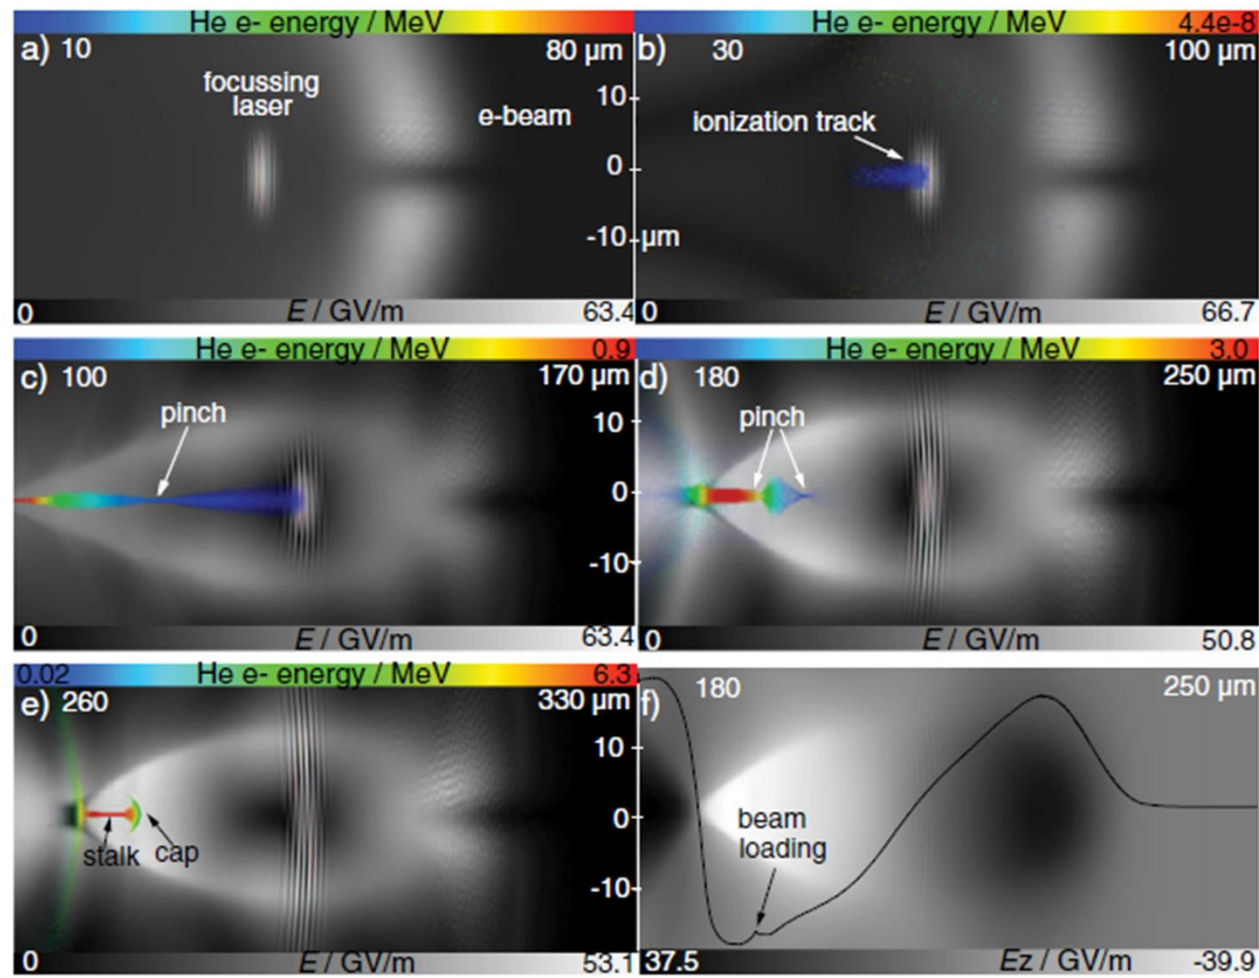 He e- energy / MeV
a) 10
80 µm
focussing
laser
e-beam
10
0
-10 µm
0
E / GV/m
63.4
He e- energy / MeV
4.4e-8
b) 30
100 µm
ionization track
0
E / GV/m
66.7
He e- energy / MeV
0.9
c) 100
170 µm
pinch
10
0
-10
0
E / GV/m
63.4
He e- energy / MeV
3.0
d) 180
250 µm
pinch
0
E / GV/m
50.8
0.02
He e- energy / MeV
6.3
e) 260
330 µm
10
0
-10
stalk
cap
0
E / GV/m
53.1
f) 180
250 µm
beam
loading
37.5
Ez / GV/m
-39.9